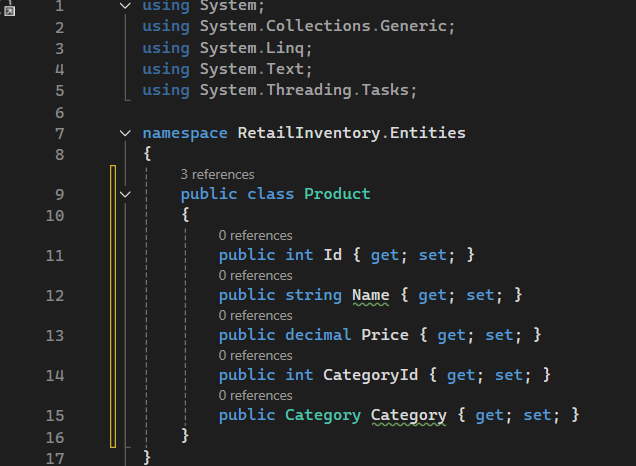 1 using System;
2 using System.Collections.Generic;
3 using System.Linq;
4 using System.Text;
5 using System.Threading.Tasks;
6
7 namespace RetailInventory.Entities
8 {
3 references
9 public class Product
10 {
0 references
11 public int Id { get; set; }
0 references
12 public string Name { get; set; }
0 references
13 public decimal Price { get; set; }
0 references
14 public int CategoryId { get; set; }
0 references
15 public Category Category { get; set; }
16 }
17 }